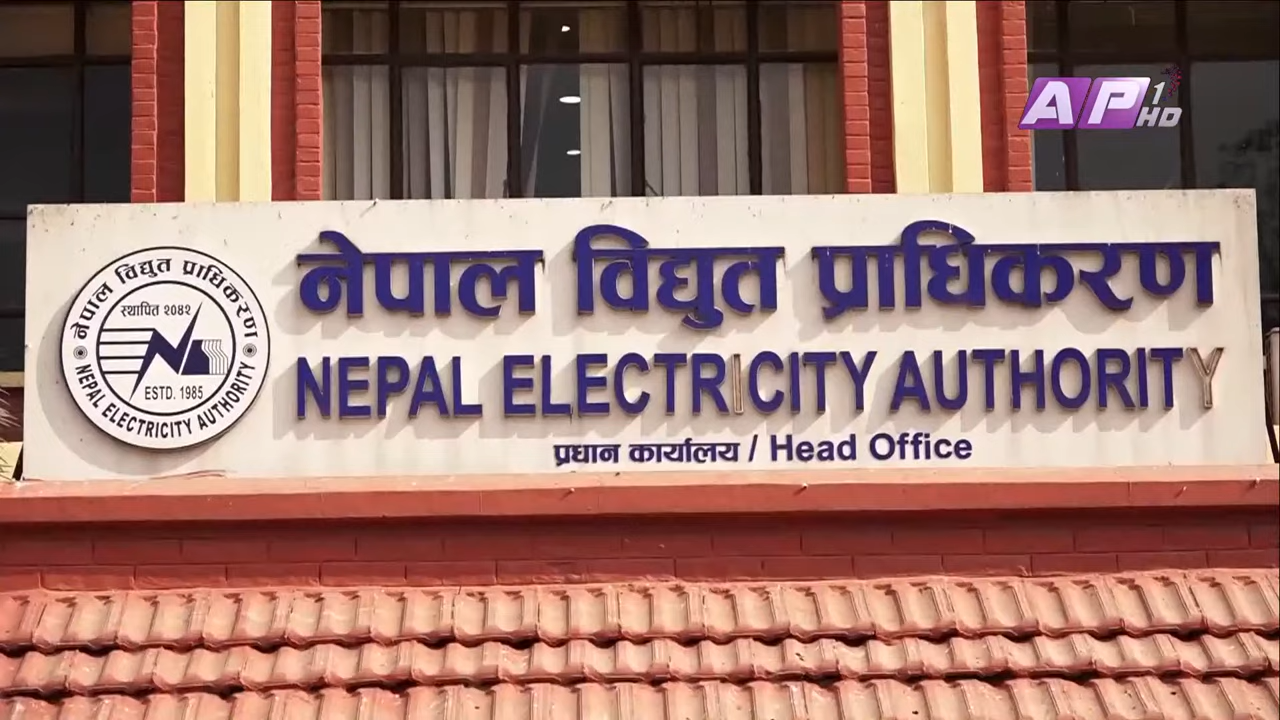 AP1 HD
नेपाल विद्युत प्राधिकरण
स्थापित २०४२
ESTD. 1985
NEPAL ELECTRICITY AUTHORITY
नेपाल विद्युत प्राधिकरण
NEPAL ELECTRICITY AUTHORITY
प्रधान कार्यालय / Head Office